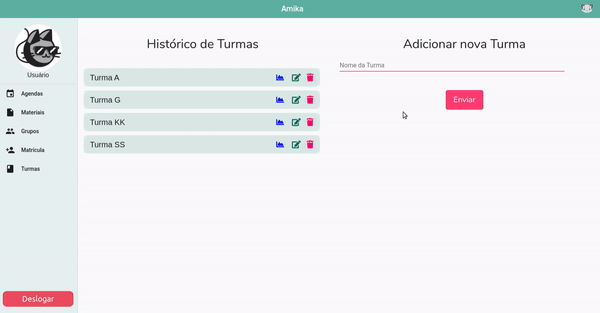 Amika
Usuário
Agendas
Materiais
Grupos
Matrícula
Turmas
Deslogar
Histórico de Turmas
Turma A
Turma G
Turma KK
Turma SS
Adicionar nova Turma
Nome da Turma
Enviar